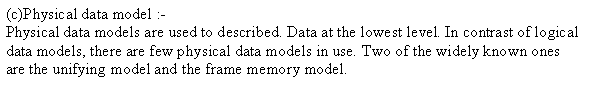 (c)Physical data model :-
Physical data models are used to described. Data at the lowest level. In contrast of logical
data models, there are few physical data models in use. Two of the widely known ones
are the unifying model and the frame memory model.